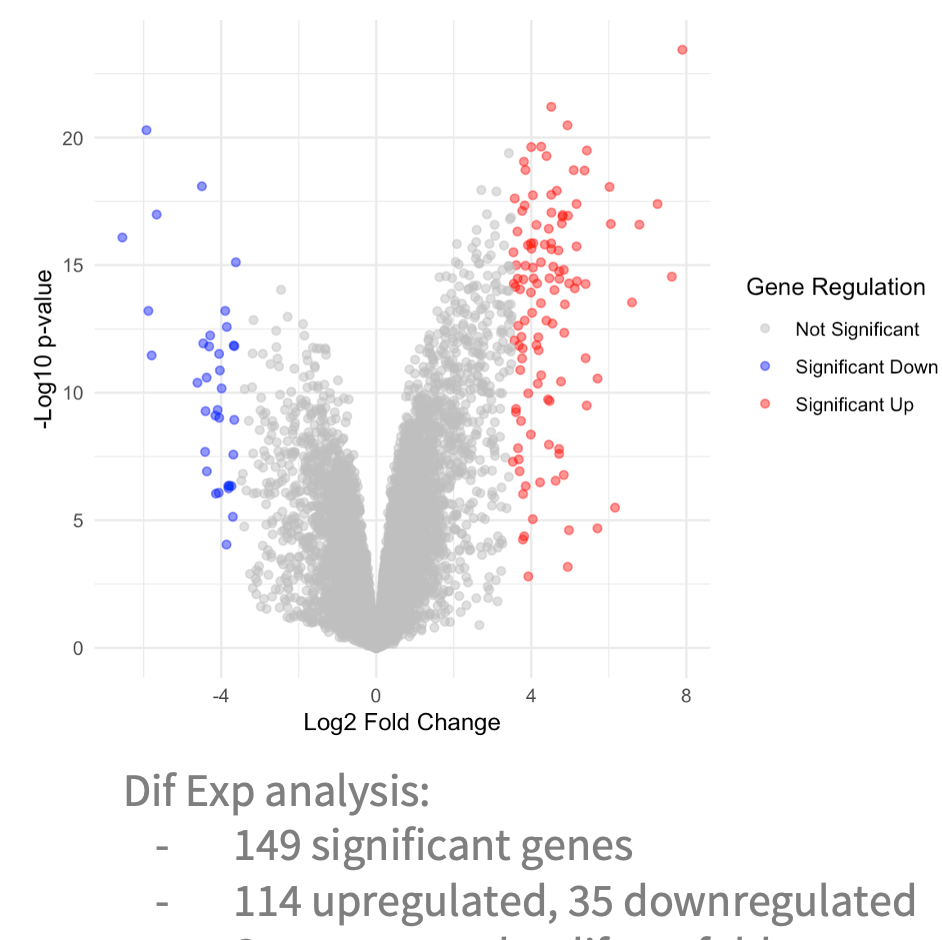 20
15
10
5
0
-4
0
4
8
-Log10 p-value
Log2 Fold Change
Gene Regulation
Not Significant
Significant Down
Significant Up
Dif Exp analysis:
- 149 significant genes
- 114 upregulated, 35 downregulated